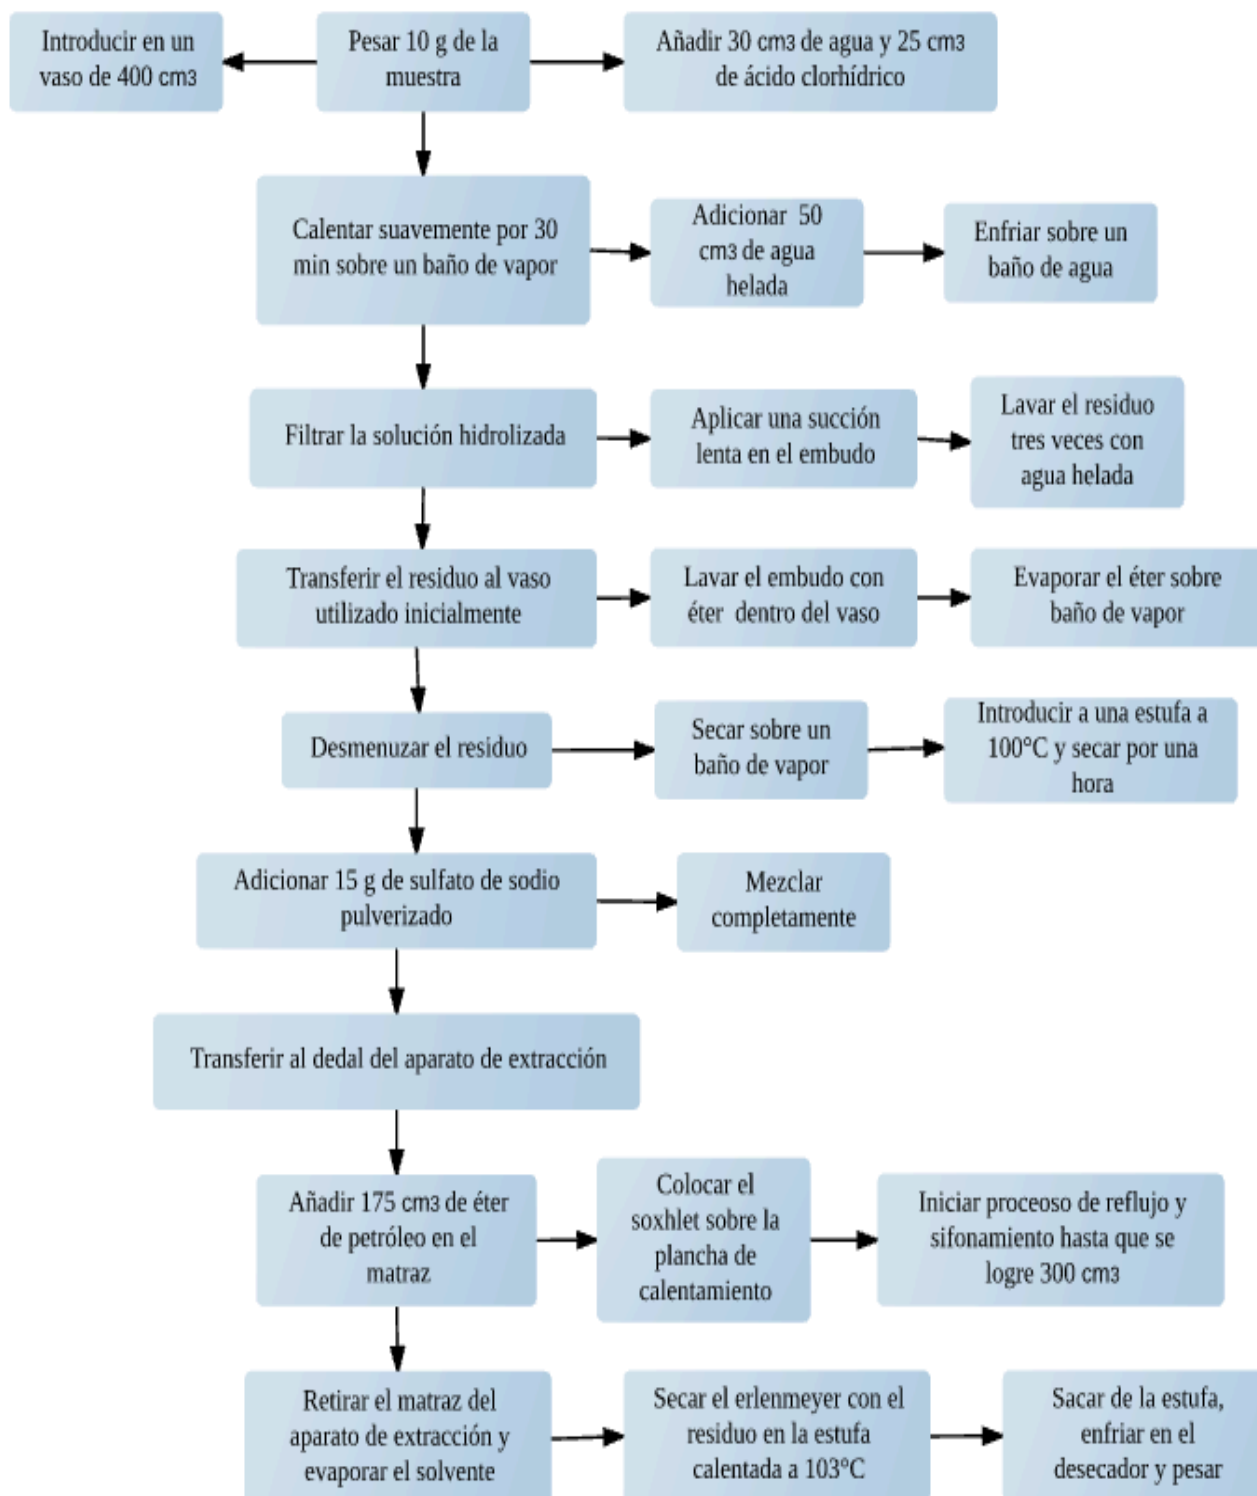 Introducir en un
vaso de 400 cm3
Pesar 10 g de la
muestra
Añadir 30 cm3 de agua y 25 cm3
de ácido clorhídrico
Calentar suavemente por 30
min sobre un baño de vapor
Adicionar 50
cm3 de agua
helada
Enfriar sobre un
baño de agua
Filtrar la solución hidrolizada
Aplicar una succión
lenta en el embudo
Lavar el residuo
tres veces con
agua helada
Transferir el residuo al vaso
utilizado inicialmente
Lavar el embudo con
éter dentro del vaso
Evaporar el éter sobre
baño de vapor
Desmenuzar el residuo
Secar sobre un
baño de vapor
Introducir a una estufa a
100°C y secar por una
hora
Adicionar 15 g de sulfato de sodio
pulverizado
Mezclar
completamente
Transferir al dedal del aparato de extracción
Añadir 175 cm3 de éter
de petróleo en el
matraz
Colocar el
soxhlet sobre la
plancha de
calentamiento
Iniciar proceoso de reflujo y
sifonamiento hasta que se
logre 300 cm3
Retirar el matraz del
aparato de extracción y
evaporar el solvente
Secar el erlenmeyer con el
residuo en la estufa
calentada a 103°C
Sacar de la estufa,
enfriar en el
desecador y pesar